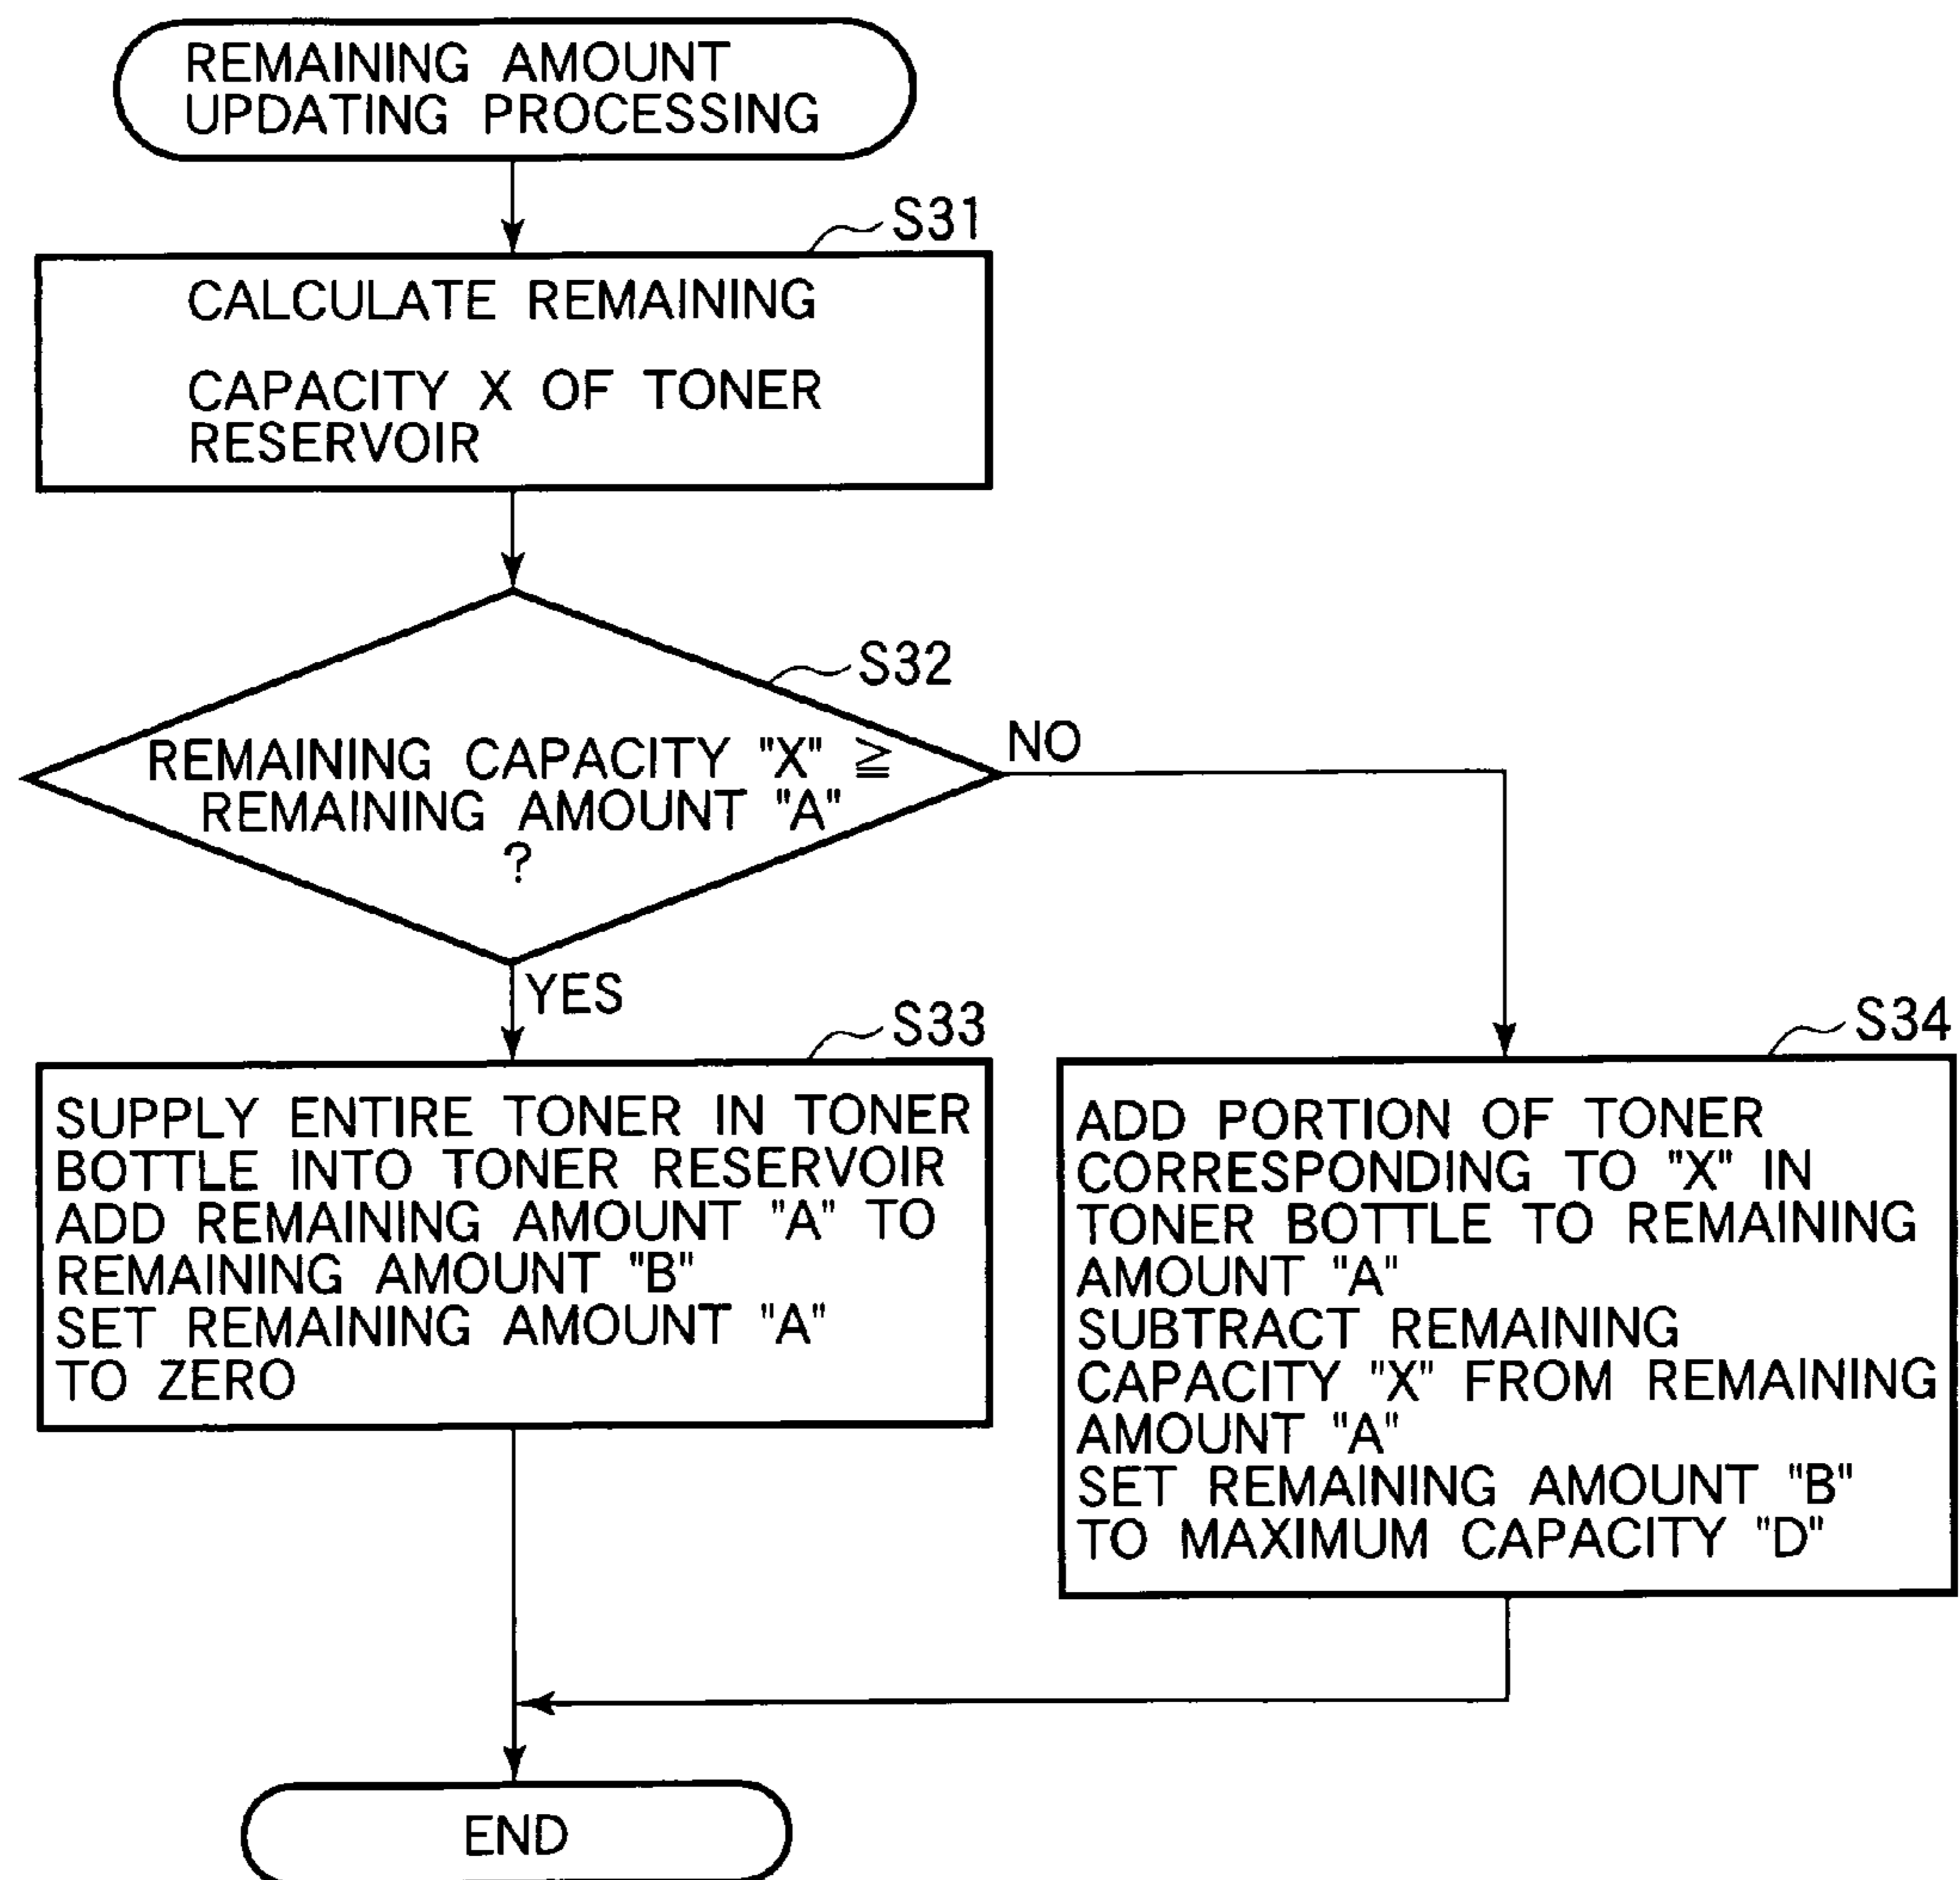 REMAINING AMOUNT
UPDATING PROCESSING
S31
CALCULATE REMAINING
CAPACITY X OF TONER
RESERVOIR
S32
REMAINING CAPACITY "X" ≧
REMAINING AMOUNT "A"
?
NO
YES
S33
SUPPLY ENTIRE TONER IN TONER
BOTTLE INTO TONER RESERVOIR
ADD REMAINING AMOUNT "A" TO
REMAINING AMOUNT "B"
SET REMAINING AMOUNT "A"
TO ZERO
S34
ADD PORTION OF TONER
CORRESPONDING TO "X" IN
TONER BOTTLE TO REMAINING
AMOUNT "A"
SUBTRACT REMAINING
CAPACITY "X" FROM REMAINING
AMOUNT "A"
SET REMAINING AMOUNT "B"
TO MAXIMUM CAPACITY "D"
END